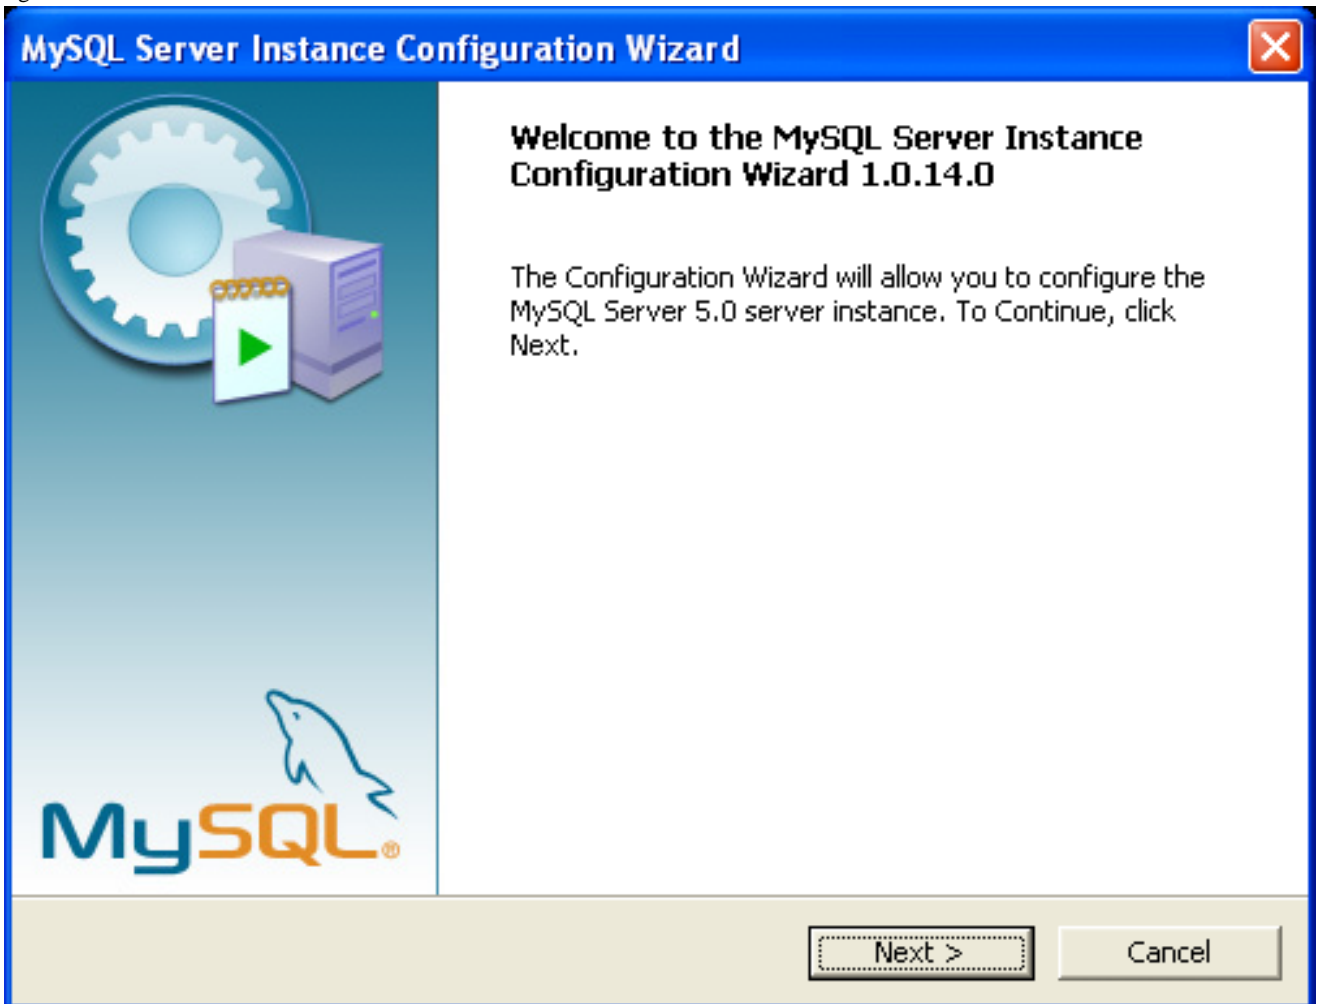 MySQL Server Instance Configuration Wizard
Welcome to the MySQL Server Instance
Configuration Wizard 1.0.14.0
The Configuration Wizard will allow you to configure the
MySQL Server 5.0 server instance. To Continue, click
Next.
MySQL®
Next >
Cancel